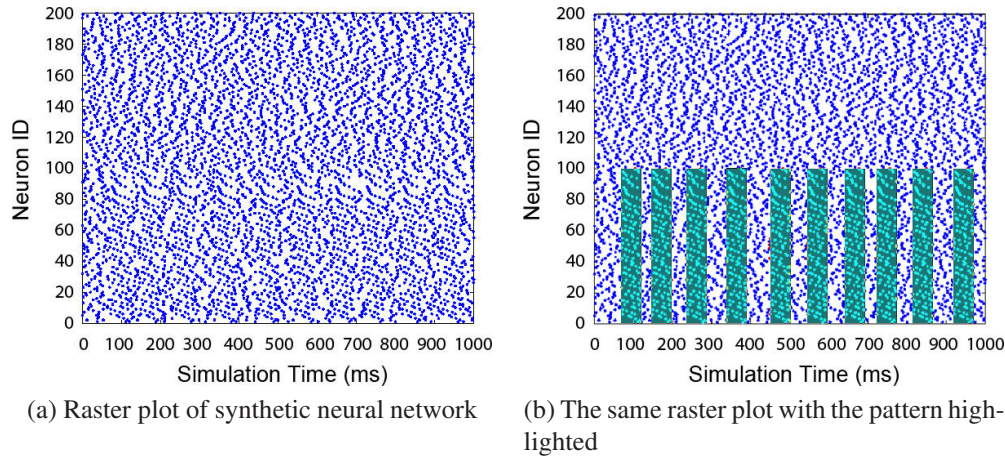 200
180
160
140
120
100
80
60
40
20
0
Neuron ID
0 100 200 300 400 500 600 700 800 900 1000
Simulation Time (ms)
(a) Raster plot of synthetic neural network
200
180
160
140
120
100
80
60
40
20
0
Neuron ID
0 100 200 300 400 500 600 700 800 900 1000
Simulation Time (ms)
(b) The same raster plot with the pattern high-
lighted